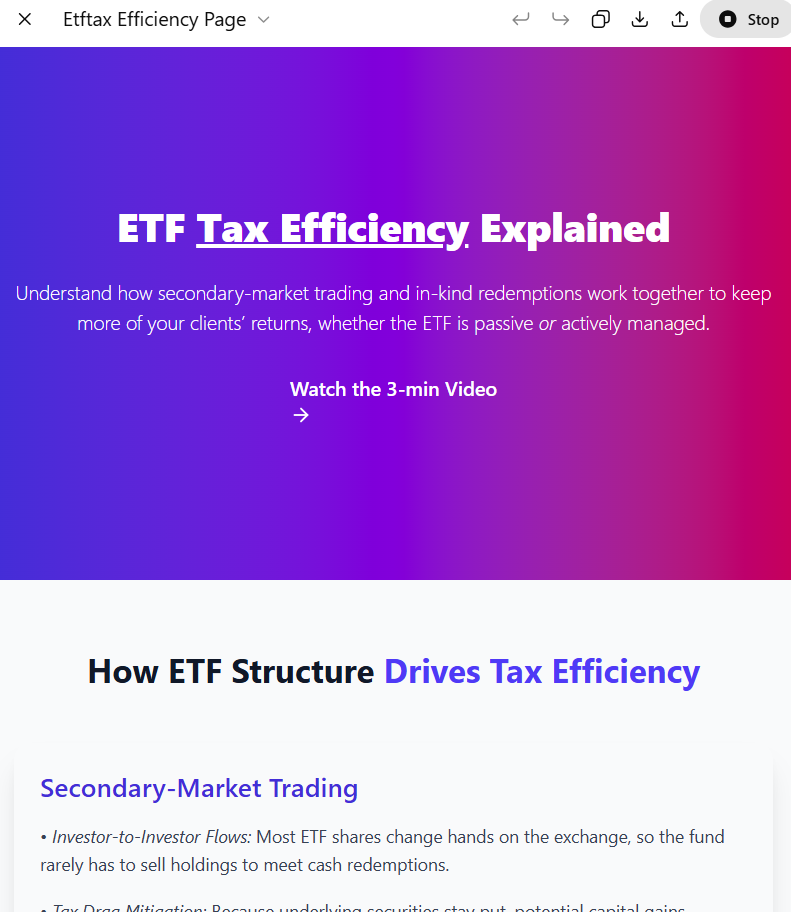 Etftax Efficiency Page
Stop
ETF Tax Efficiency Explained
Understand how secondary-market trading and in-kind redemptions work together to keep
more of your clients’ returns, whether the ETF is passive or actively managed.
Watch the 3-min Video
→
How ETF Structure Drives Tax Efficiency
Secondary-Market Trading
• Investor-to-Investor Flows: Most ETF shares change hands on the exchange, so the fund
rarely has to sell holdings to meet cash redemptions.
• Tax Drag Mitigation: Because underlying securities stay put, potential capital gains